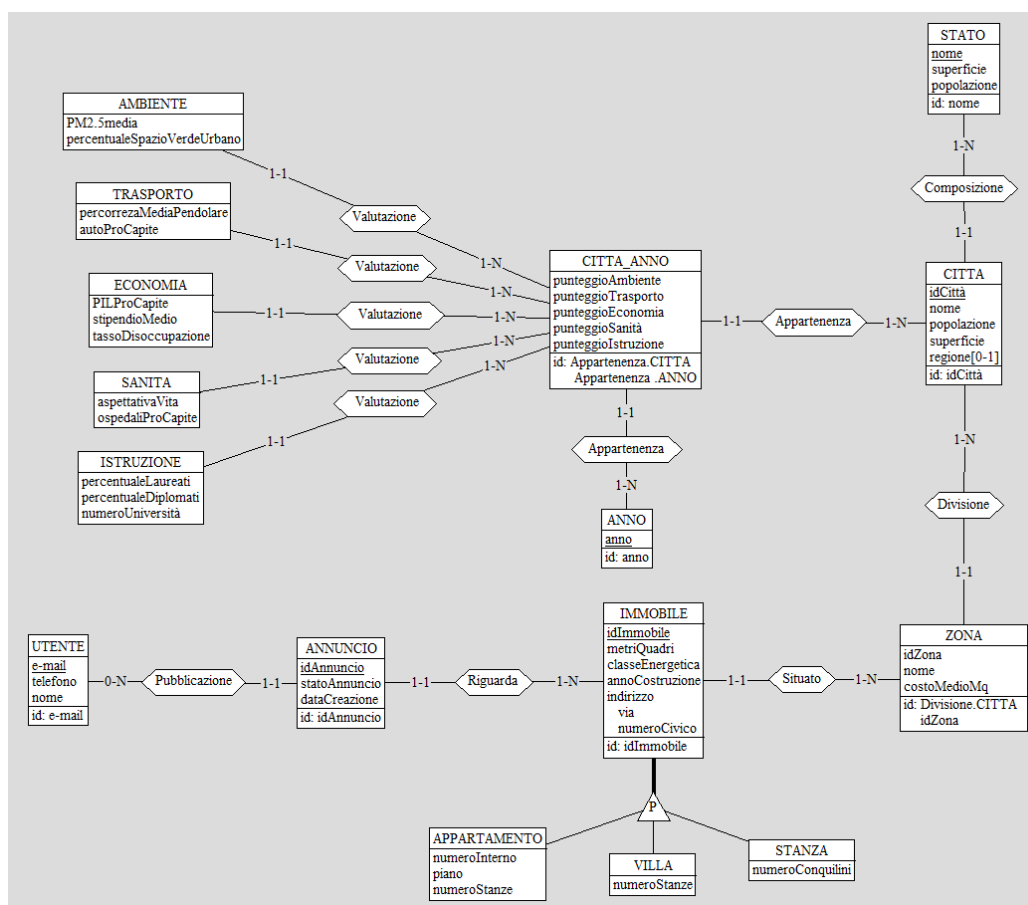 STATO
nome
superficie
popolazione
id: nome
1-N
Composizione
1-1
AMBIENTE
PM2.5media
percentualeSpazioVerdeUrbano
1-1
Valutazione
1-N
TRASPORTO
percorrezaMediaPendolare
autoProCapite
1-1
Valutazione
1-N
ECONOMIA
PILProCapite
stipendioMedio
tassoDisoccupazione
1-1
Valutazione
1-N
SANITA
aspettativaVita
ospedaliProCapite
1-1
Valutazione
1-N
ISTRUZIONE
percentualeLaureati
percentualeDiplomati
numeroUniversità
1-1
Valutazione
1-N
CITTA_ANNO
punteggioAmbiente
punteggioTrasporto
punteggioEconomia
punteggioSanità
punteggioIstruzione
id: Appartenenza.CITTA
Appartenenza .ANNO
1-1
Appartenenza
1-N
CITTA
idCittà
nome
popolazione
superficie
regione[0-1]
id: idCittà
1-1
Appartenenza
1-N
ANNO
anno
id: anno
1-N
Divisione
1-1
UTENTE
e-mail
telefono
nome
id: e-mail
0-N
Pubblicazione
1-1
ANNUNCIO
idAnnuncio
statoAnnuncio
dataCreazione
id: idAnnuncio
1-1
Riguarda
1-N
IMMOBILE
idImmobile
metriQuadri
classeEnergetica
annoCostruzione
indirizzo
via
numeroCivico
id: idImmobile
1-1
Situato
1-N
ZONA
idZona
nome
costoMedioMq
id: Divisione.CITTA
idZona
P
APPARTAMENTO
numeroInterno
piano
numeroStanze
VILLA
numeroStanze
STANZA
numeroConquilini